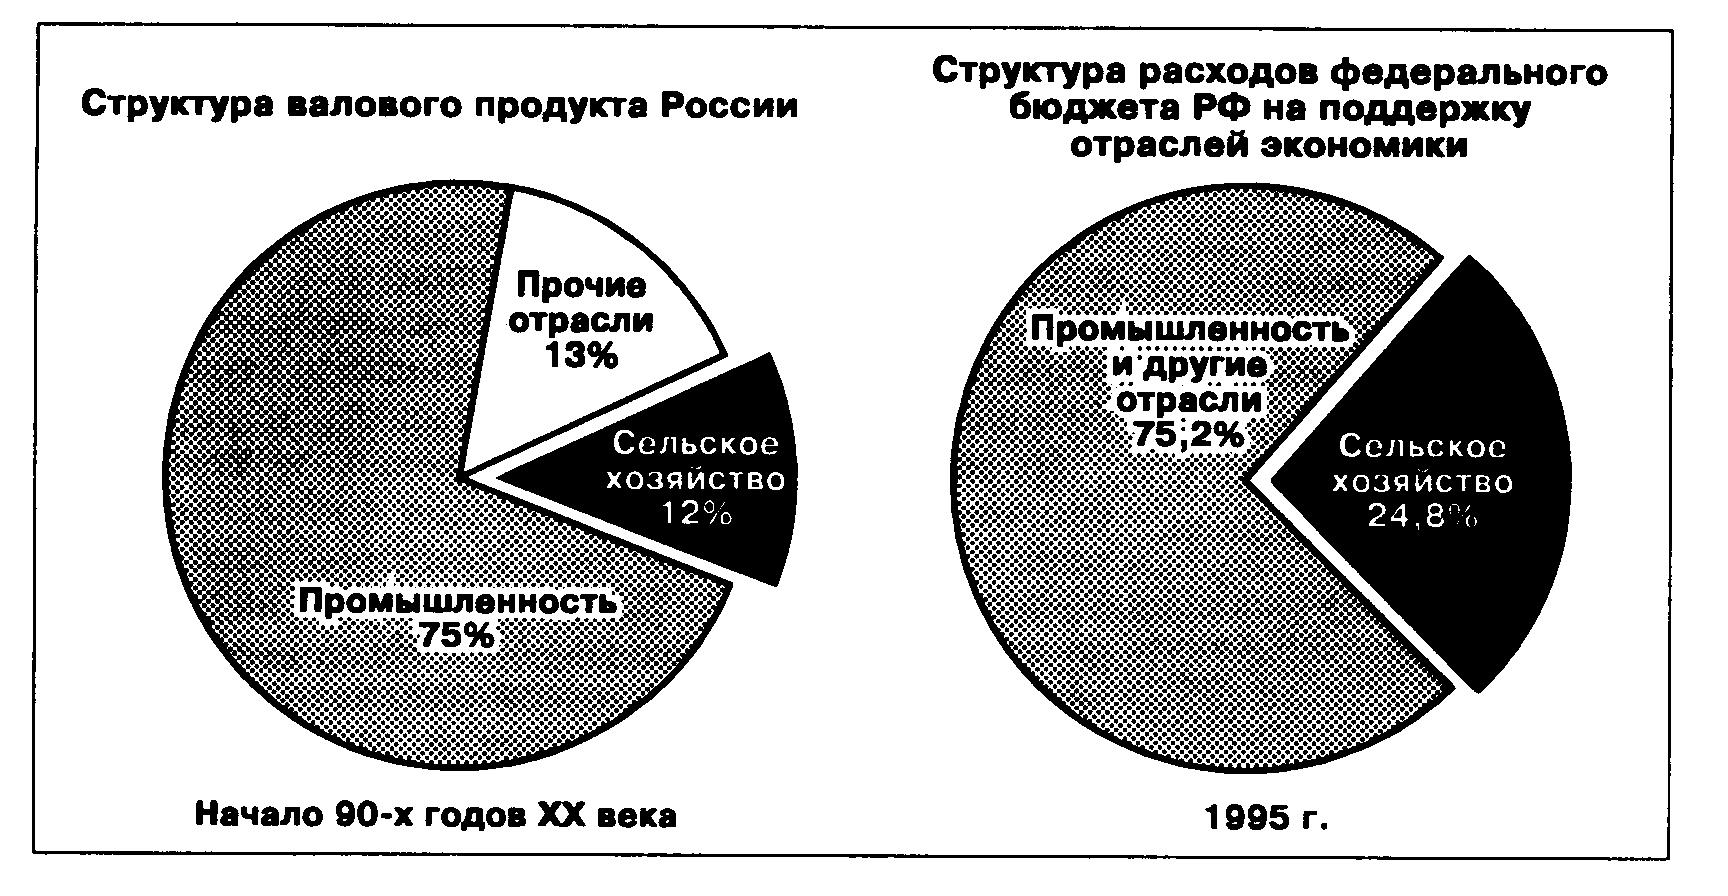 Структура валового продукта России
Прочие
отрасли
13%
Сельское
хозяйство
12%
Промышленность
75%
Начало 90-х годов XX века
Структура расходов федерального
бюджета РФ на поддержку
отраслей экономики
Промышленность
и другие
отрасли
75,2%
Сельское
хозяйство
24,8%
1995 г.